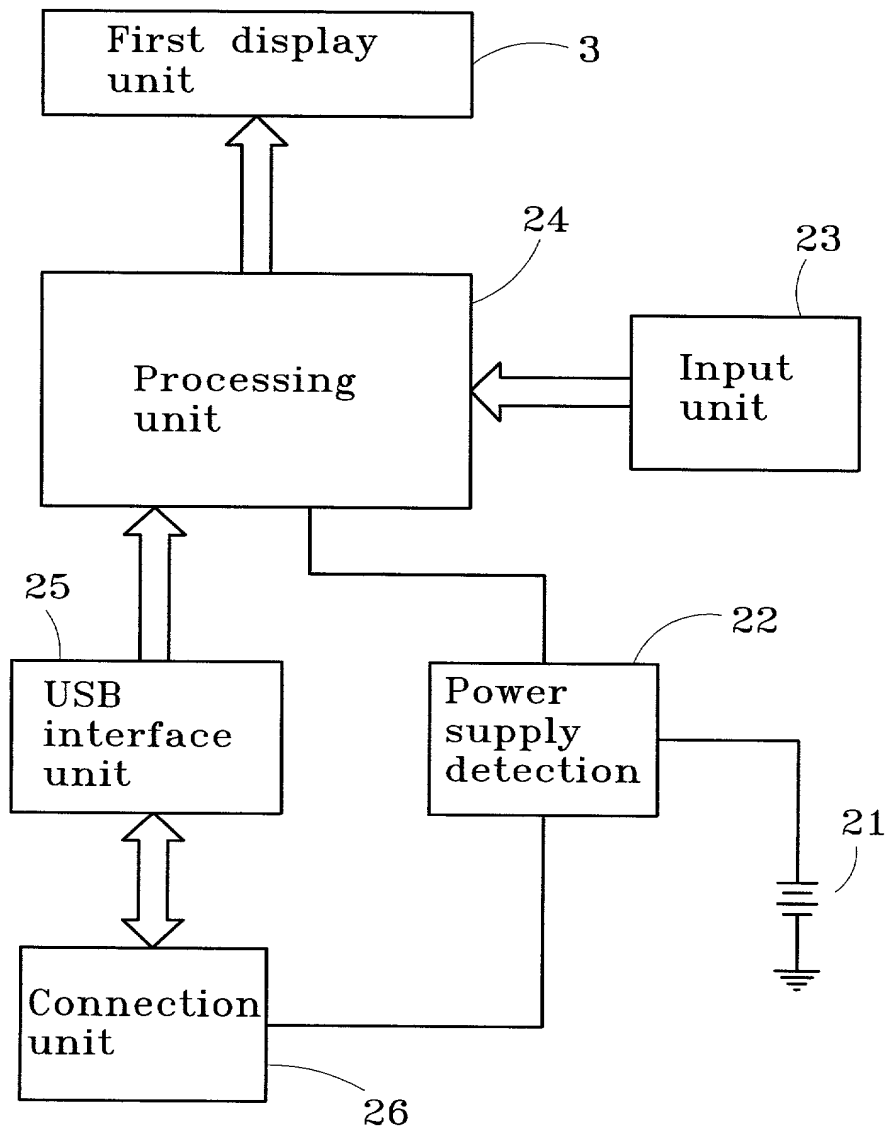 First display
unit
3
24
23
Processing
unit
Input
unit
25
22
USB
interface
unit
Power
supply
detection
21
Connection
unit
26